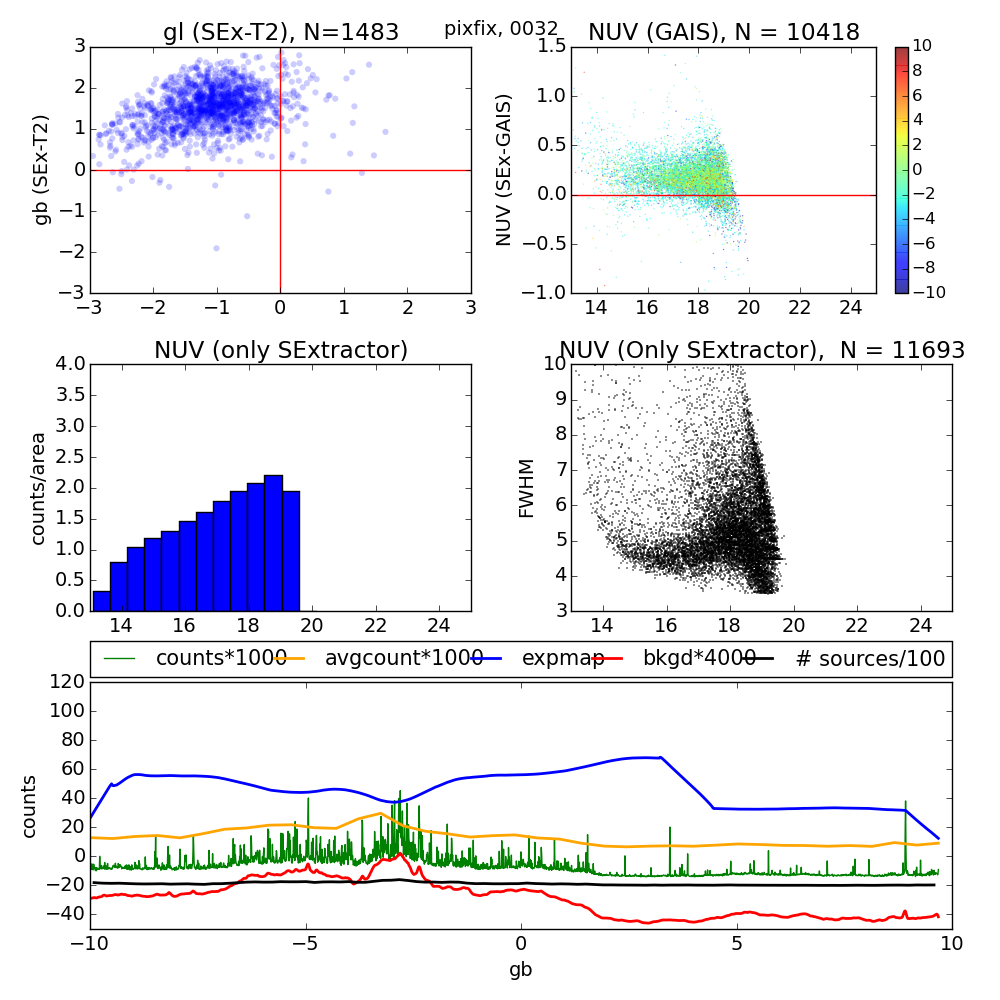 pixfix, 0032
gl (SEx-T2), N=1483
gb (SEx-T2)
3
2
1
0
−1
−2
−3
−3 −2 −1 0 1 2 3
NUV (GAIS), N = 10418
NUV (SEx-GAIS)
1.5
1.0
0.5
0.0
−0.5
−1.0
14 16 18 20 22 24
10
8
6
4
2
0
−2
−4
−6
−8
−10
NUV (only SExtractor)
counts/area
4.0
3.5
3.0
2.5
2.0
1.5
1.0
0.5
0.0
14 16 18 20 22 24
NUV (Only SExtractor), N = 11693
FWHM
10
9
8
7
6
5
4
3
14 16 18 20 22 24
counts*1000 avgcount*1000 expmap bkgd*4000 # sources/100
counts
120
100
80
60
40
20
0
−20
−40
−10 −5 0 5 10
gb